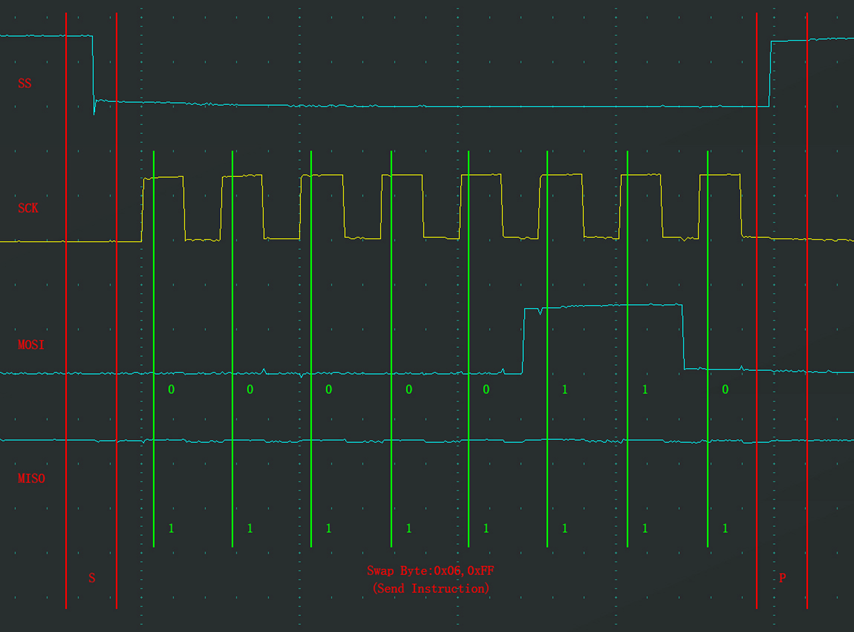 SS
SCK
MOSI
0 0 0 0 0 1 1 0
MISO
1 1 1 1 1 1 1 1
Swap Byte:0x06,0xFF
S P
(Send Instruction)